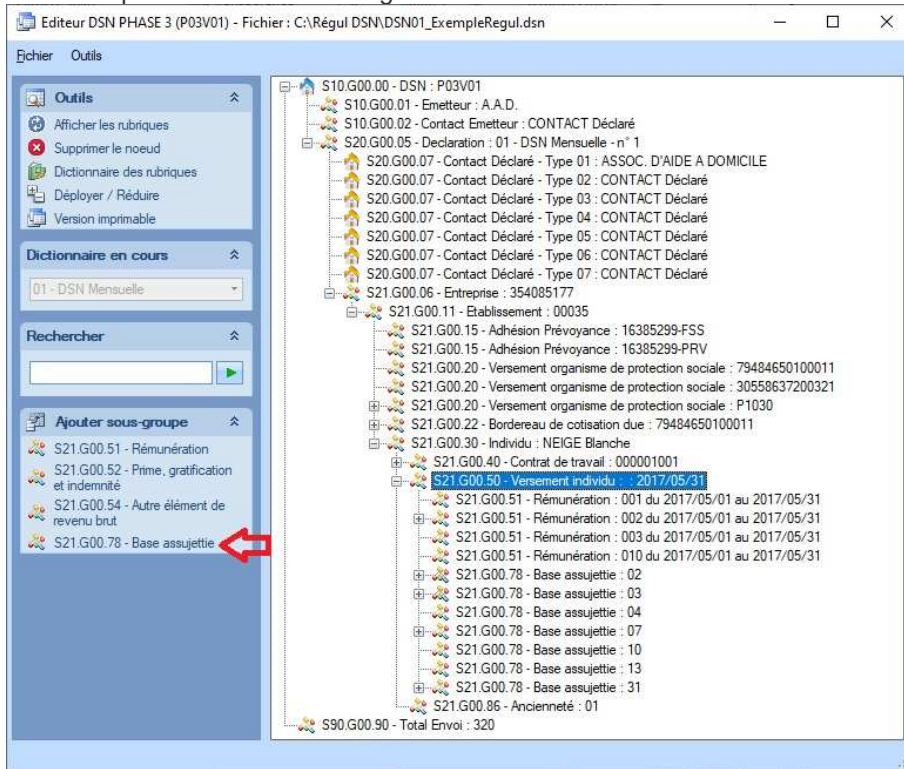 Editeur DSN PHASE 3 (P03V01) - Fichier : C:\Régul DSN\DSN01_ExempleRegul.dsn
Fichier Outils
Outils
Afficher les rubriques
Supprimer le noeud
Dictionnaire des rubriques
Déployer / Réduire
Version imprimable
Dictionnaire en cours
01 - DSN Mensuelle
Rechercher
Ajouter sous-groupe
S21.G00.51 - Rémunération
S21.G00.52 - Prime, gratification
et indemnité
S21.G00.54 - Autre élément de
revenu brut
S21.G00.78 - Base assujettie
S10.G00.00 - DSN : P03V01
S10.G00.01 - Emetteur : A.A.D.
S10.G00.02 - Contact Emetteur : CONTACT Déclaré
S20.G00.05 - Declaration : 01 - DSN Mensuelle - n° 1
S20.G00.07 - Contact Déclaré - Type 01 : ASSOC. D'AIDE A DOMICILE
S20.G00.07 - Contact Déclaré - Type 02 : CONTACT Déclaré
S20.G00.07 - Contact Déclaré - Type 03 : CONTACT Déclaré
S20.G00.07 - Contact Déclaré - Type 04 : CONTACT Déclaré
S20.G00.07 - Contact Déclaré - Type 05 : CONTACT Déclaré
S20.G00.07 - Contact Déclaré - Type 06 : CONTACT Déclaré
S20.G00.07 - Contact Déclaré - Type 07 : CONTACT Déclaré
S21.G00.06 - Entreprise : 354085177
S21.G00.11 - Etablissement : 00035
S21.G00.15 - Adhésion Prévoyance : 16385299-FSS
S21.G00.15 - Adhésion Prévoyance : 16385299-PRV
S21.G00.20 - Versement organisme de protection sociale : 79484650100011
S21.G00.20 - Versement organisme de protection sociale : 30558637200321
S21.G00.20 - Versement organisme de protection sociale : P1030
S21.G00.22 - Bordereau de cotisation due : 79484650100011
S21.G00.30 - Individu : NEIGE Blanche
S21.G00.40 - Contrat de travail : 000001001
S21.G00.50 - Versement individu : : 2017/05/31
S21.G00.51 - Rémunération : 001 du 2017/05/01 au 2017/05/31
S21.G00.51 - Rémunération : 002 du 2017/05/01 au 2017/05/31
S21.G00.51 - Rémunération : 003 du 2017/05/01 au 2017/05/31
S21.G00.51 - Rémunération : 010 du 2017/05/01 au 2017/05/31
S21.G00.78 - Base assujettie : 02
S21.G00.78 - Base assujettie : 03
S21.G00.78 - Base assujettie : 04
S21.G00.78 - Base assujettie : 07
S21.G00.78 - Base assujettie : 10
S21.G00.78 - Base assujettie : 13
S21.G00.78 - Base assujettie : 31
S21.G00.86 - Ancienneté : 01
S90.G00.90 - Total Envoi : 320